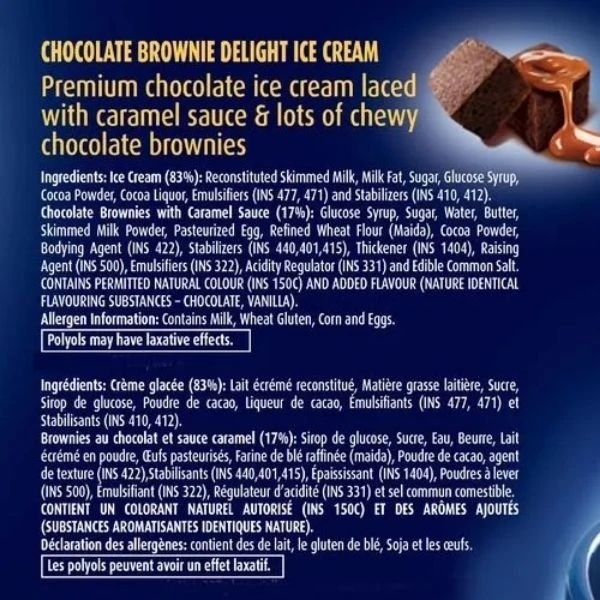 CHOCOLATE BROWNIE DELIGHT ICE CREAM
Premium chocolate ice cream laced
with caramel sauce & lots of chewy
chocolate brownies
Ingredients: Ice Cream (83%): Reconstituted Skimmed Milk, Milk Fat, Sugar, Glucose Syrup,
Cocoa Powder, Cocoa Liquor, Emulsifiers (INS 477, 471) and Stabilizers (INS 410, 412).
Chocolate Brownies with Caramel Sauce (17%): Glucose Syrup, Sugar, Water, Butter,
Skimmed Milk Powder, Pasteurized Egg, Refined Wheat Flour (Maida), Cocoa Powder,
Bodying Agent (INS 422), Stabilizers (INS 440,401,415), Thickener (INS 1404), Raising
Agent (INS 500), Emulsifiers (INS 322), Acidity Regulator (INS 331) and Edible Common Salt.
CONTAINS PERMITTED NATURAL COLOUR (INS 150C) AND ADDED FLAVOUR (NATURE IDENTICAL
FLAVOURING SUBSTANCES – CHOCOLATE, VANILLA).
Allergen Information: Contains Milk, Wheat Gluten, Corn and Eggs.
Polyols may have laxative effects.
Ingrédients: Crème glacée (83%): Lait écrémé reconstitué, Matière grasse laitière, Sucre,
Sirop de glucose, Poudre de cacao, Liqueur de cacao, Émulsifiants (INS 477, 471) et
Stabilisants (INS 410, 412).
Brownies au chocolat et sauce caramel (17%): Sirop de glucose, Sucre, Eau, Beurre, Lait
écrémé en poudre, Œufs pasteurisés, Farine de blé raffinée (maida), Poudre de cacao, agent
de texture (INS 422),Stabilisants (INS 440,401,415), Épaississant (INS 1404), Poudres à lever
(INS 500), Émulsifiant (INS 322), Régulateur d'acidité (INS 331) et sel commun comestible.
CONTIENT UN COLORANT NATUREL AUTORISÉ (INS 150C) ET DES ARÔMES AJOUTÉS
(SUBSTANCES AROMATISANTES IDENTIQUES NATURE).
Déclaration des allergènes: contient des de lait, le gluten de blé, Soja et les œufs.
Les polyols peuvent avoir un effet laxatif.